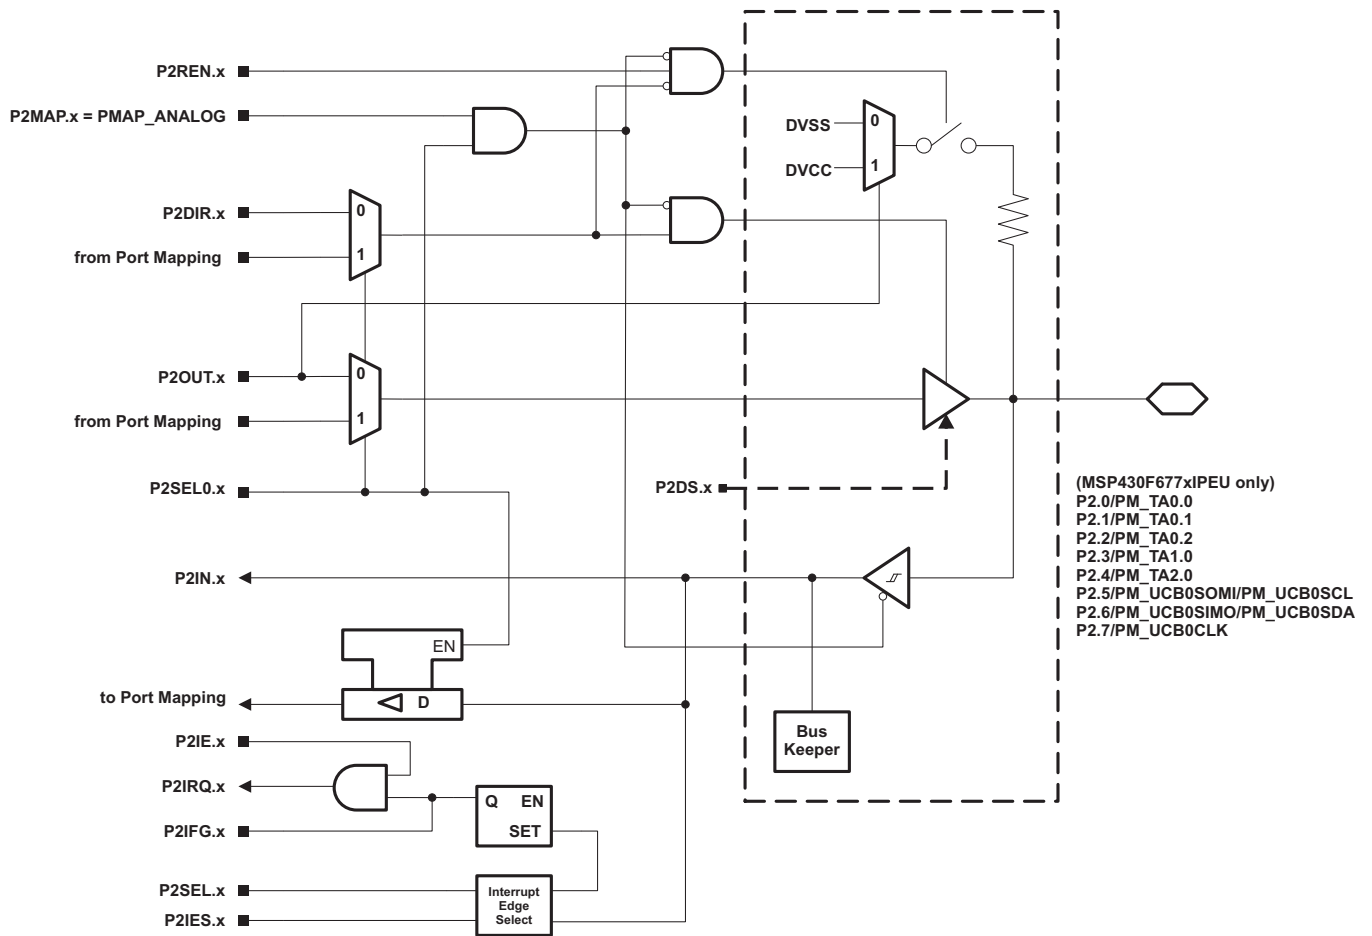 P2REN.x
P2MAP.x = PMAP_ANALOG
DVSS
0
DVCC
1
P2DIR.x
0
from Port Mapping
1
P2OUT.x
0
from Port Mapping
1
P2SEL0.x
P2DS.x
(MSP430F677xIPEU only)
P2.0/PM_TA0.0
P2.1/PM_TA0.1
P2.2/PM_TA0.2
P2.3/PM_TA1.0
P2.4/PM_TA2.0
P2.5/PM_UCB0SOMI/PM_UCB0SCL
P2.6/PM_UCB0SIMO/PM_UCB0SDA
P2.7/PM_UCB0CLK
P2IN.x
EN
to Port Mapping
D
Bus
Keeper
P2IE.x
P2IRQ.x
Q EN
SET
P2IFG.x
P2SEL.x
P2IES.x
Interrupt
Edge
Select